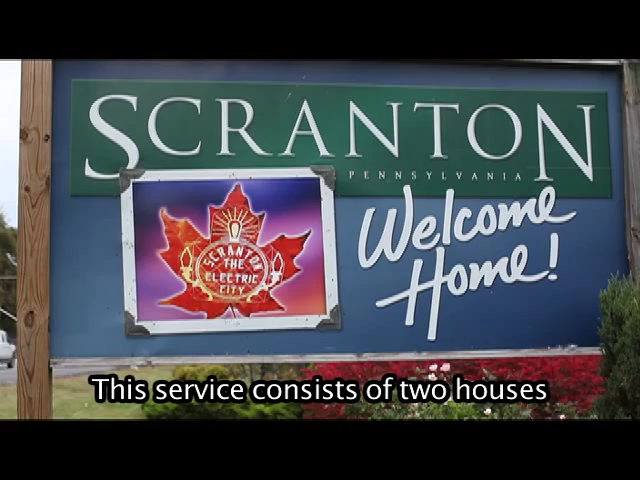 SCRANTON
PENNSYLVANIA
Welcome
Home!
SCRANTON
THE
ELECTRIC
CITY
This service consists of two houses